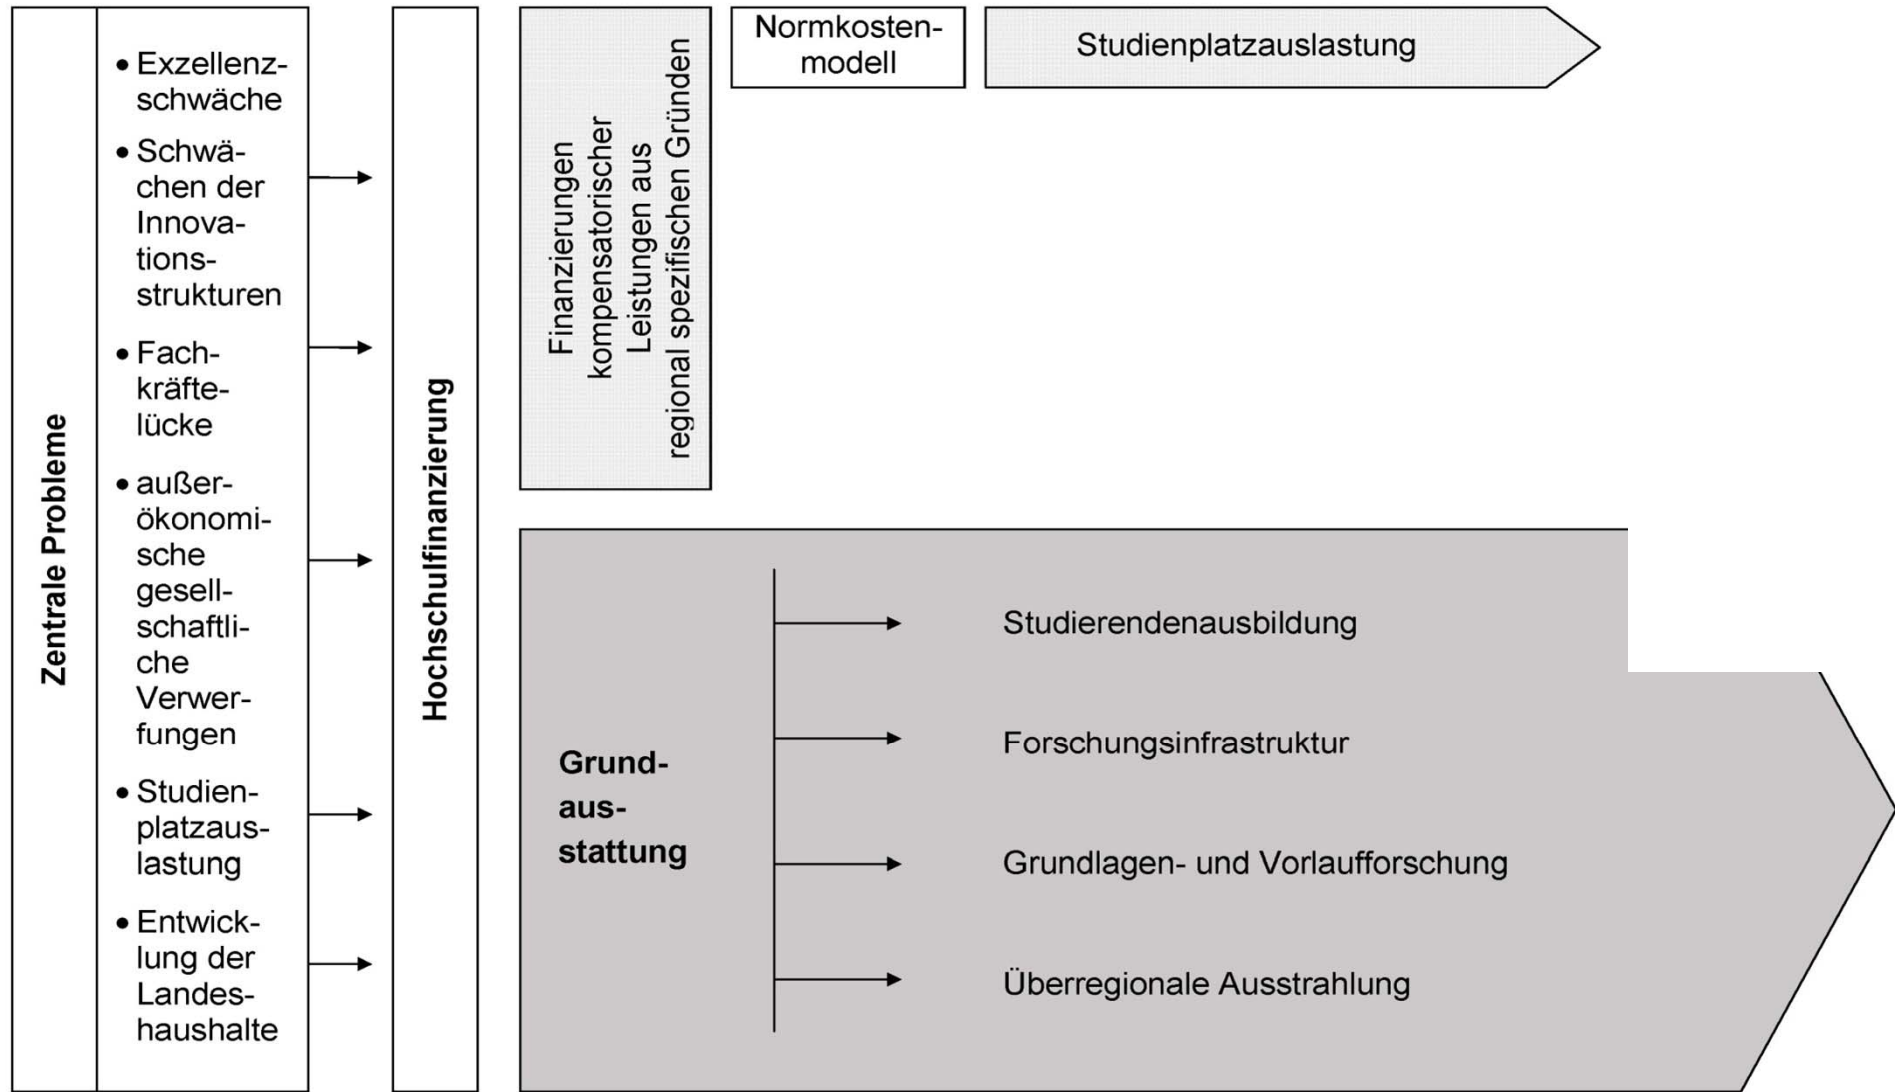 Zentrale Probleme
• Exzellenz-
schwäche
• Schwä-
chen der
Innova-
tions-
strukturen
• Fach-
kräfte-
lücke
• außer-
ökonomi-
sche
gesell-
schaftli-
che
Verwer-
fungen
• Studien-
platzaus-
lastung
• Entwick-
lung der
Landes-
haushalte
Hochschulfinanzierung
Finanzierungen
kompensatorischer
Leistungen aus
regional spezifischen Gründen
Normkosten-
modell
Studienplatzauslastung
Grund-
aus-
stattung
Studierendenausbildung
Forschungsinfrastruktur
Grundlagen- und Vorlaufforschung
Überregionale Ausstrahlung